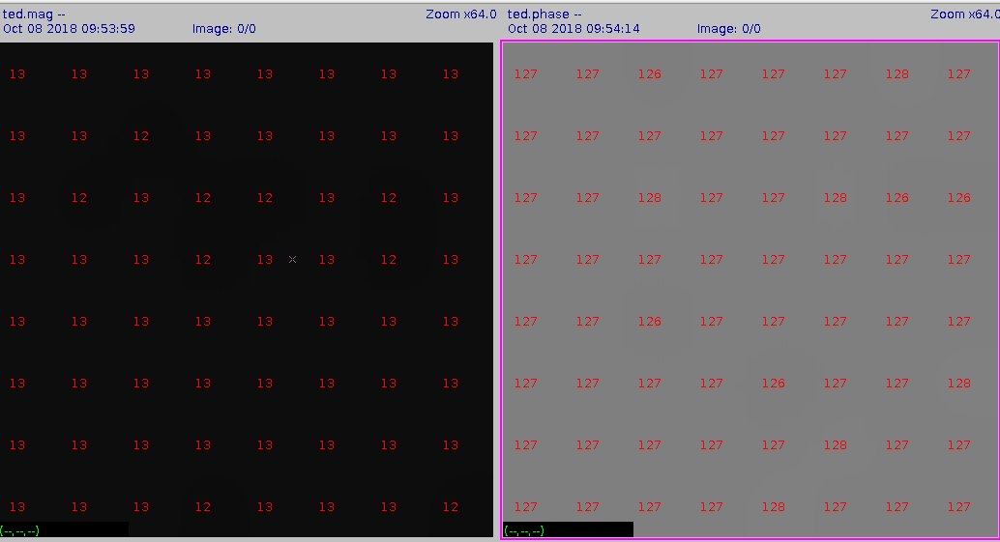 ted.mag -- Zoom x64.0
Oct 08 2018 09:53:59 Image: 0/0
13 13 13 13 13 13 13 13
13 13 12 13 13 13 13 13
13 12 13 12 12 13 12 13
13 13 13 12 13 13 12 13
13 13 13 13 13 13 13 13
13 13 13 13 13 13 13 13
13 13 13 13 13 13 13 13
13 13 13 12 13 13 13 12
(--,--,--)
ted.phase -- Zoom x64.0
Oct 08 2018 09:54:14 Image: 0/0
127 127 126 127 127 127 128 127
127 127 127 127 127 127 127 127
127 127 128 127 127 128 126 126
127 127 127 127 127 127 127 127
127 127 126 127 127 127 127 127
127 127 127 127 126 127 127 128
127 127 127 127 127 128 127 127
127 127 127 127 128 127 127 127
(--,--,--)